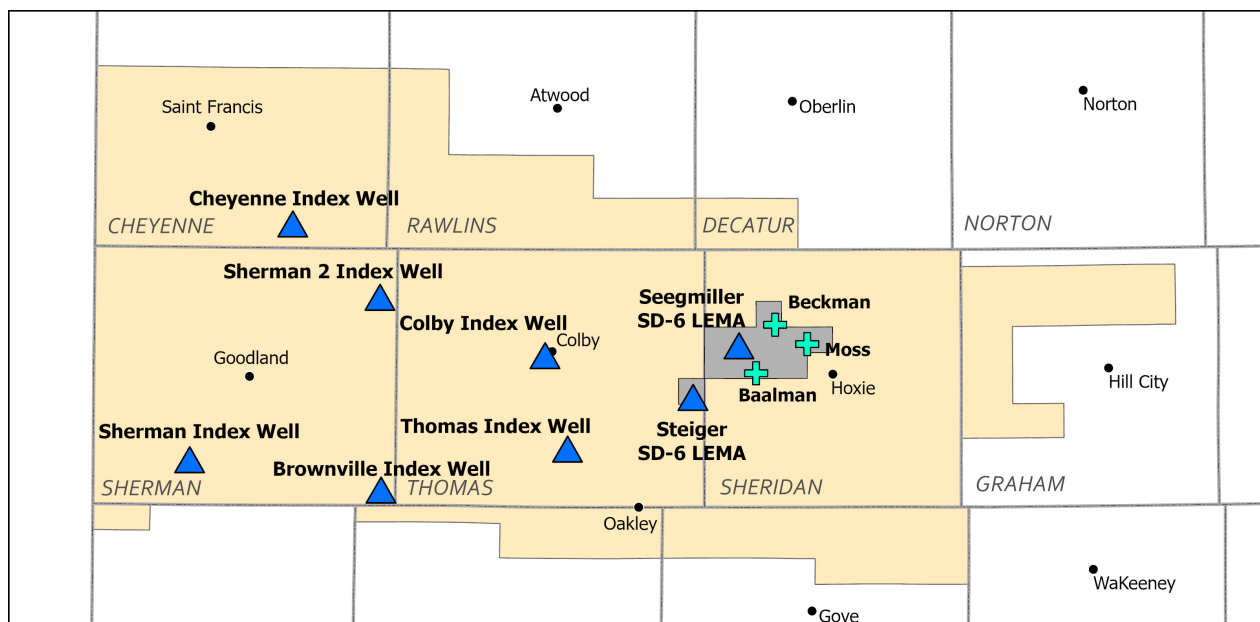 Saint Francis
Atwood
Oberlin
Norton
Cheyenne Index Well
CHEYENNE
RAWLINS
DECATUR
NORTON
Sherman 2 Index Well
Seegmiller
SD-6 LEMA
Beckman
Colby Index Well
Colby
Moss
Goodland
Baalman
Hoxie
Hill City
Sherman Index Well
Thomas Index Well
Steiger
SD-6 LEMA
Brownville Index Well
SHERMAN
THOMAS
SHERIDAN
GRAHAM
Oakley
WaKeeney
Gove